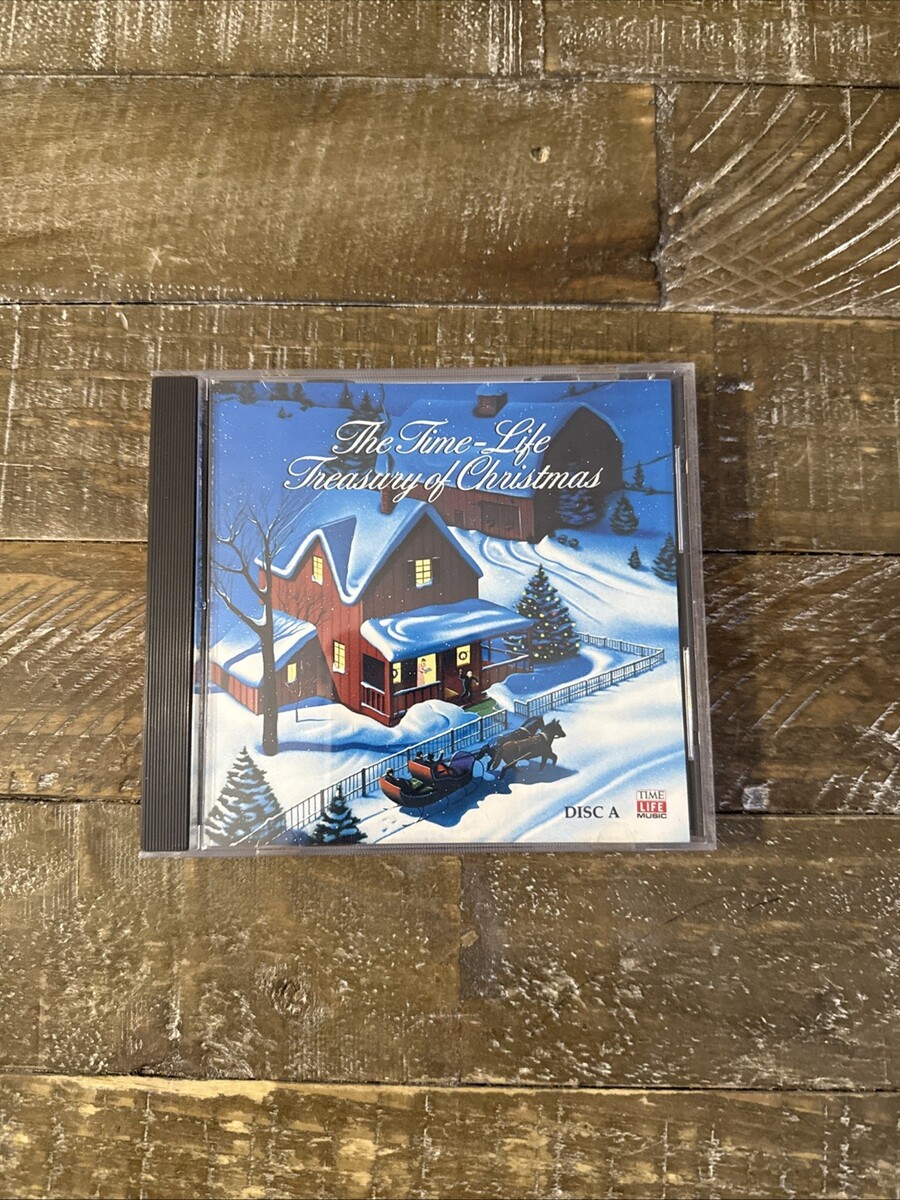 The Time-Life
Treasury of Christmas
DISC A
TIME
LIFE
MUSIC